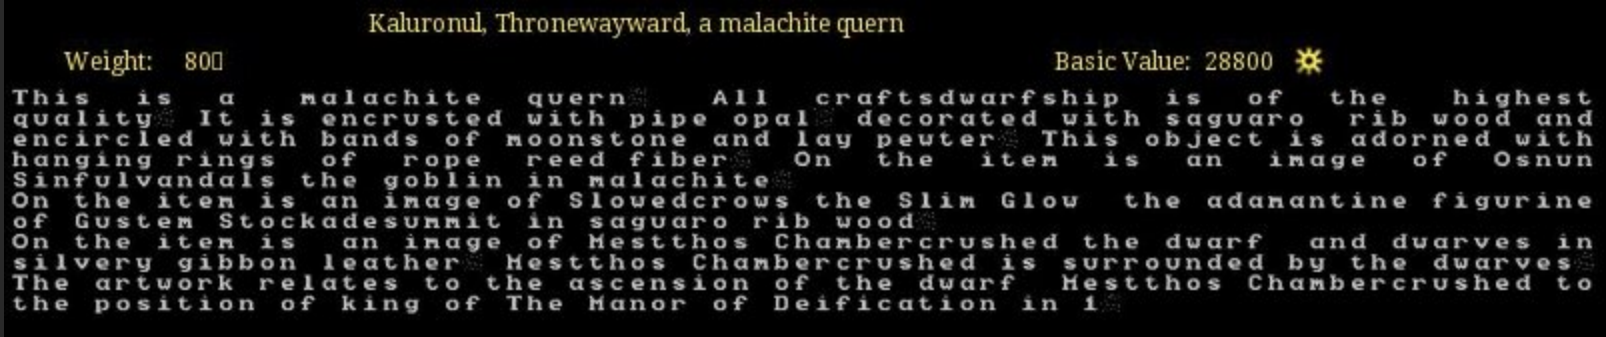 Kaluronul, Thronewayward, a malachite quern
Weight: 80▯ Basic Value: 28800 ☼
This is a malachite quern░ All craftsdwarfship is of the highest
quality░ It is encrusted with pipe opal░ decorated with saguaro rib wood and
encircled with bands of moonstone and lay pewter░ This object is adorned with
hanging rings of rope reed fiber░ On the item is an image of Osnun
Sinfulvandals the goblin in malachite░
On the item is an image of Slowedcrows the Slim Glow the adamantine figurine
of Gustem Stockadesummit in saguaro rib wood░
On the item is an image of Mestthos Chambercrushed the dwarf and dwarves in
silvery gibbon leather░ Mestthos Chambercrushed is surrounded by the dwarves░
The artwork relates to the ascension of the dwarf Mestthos Chambercrushed to
the position of king of The Manor of Deification in 1░